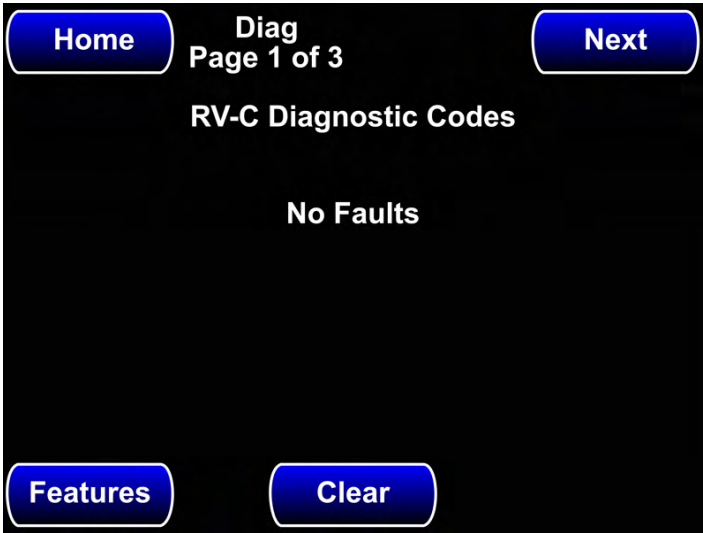 Home
Diag
Page 1 of 3
Next
RV-C Diagnostic Codes
No Faults
Features
Clear